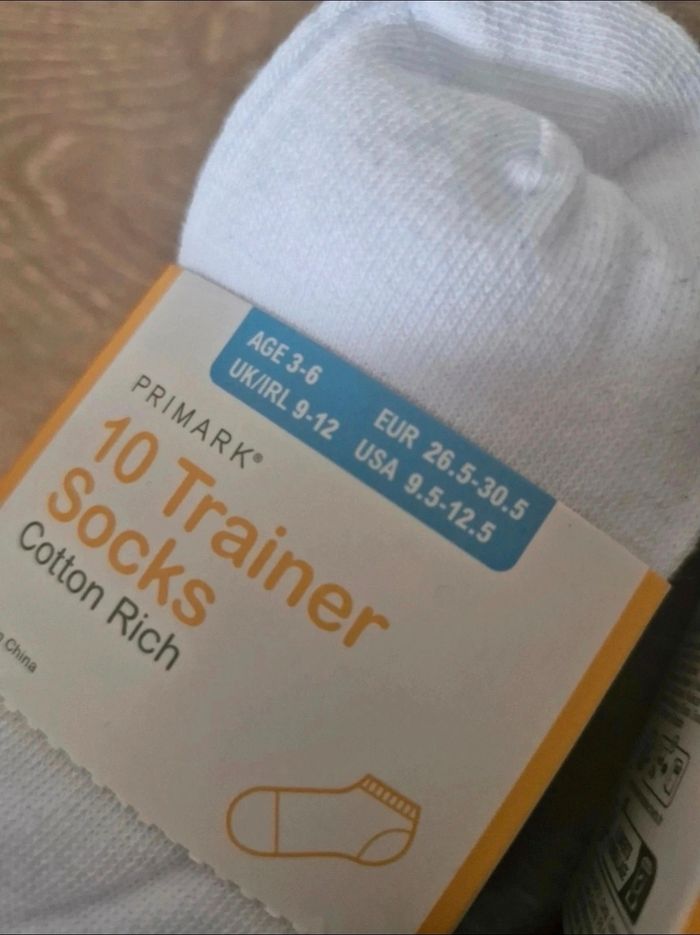 AGE 3-6 EUR 26.5-30.5
UK/IRL 9-12 USA 9.5-12.5
PRIMARK®
10 Trainer
Socks
Cotton Rich
China